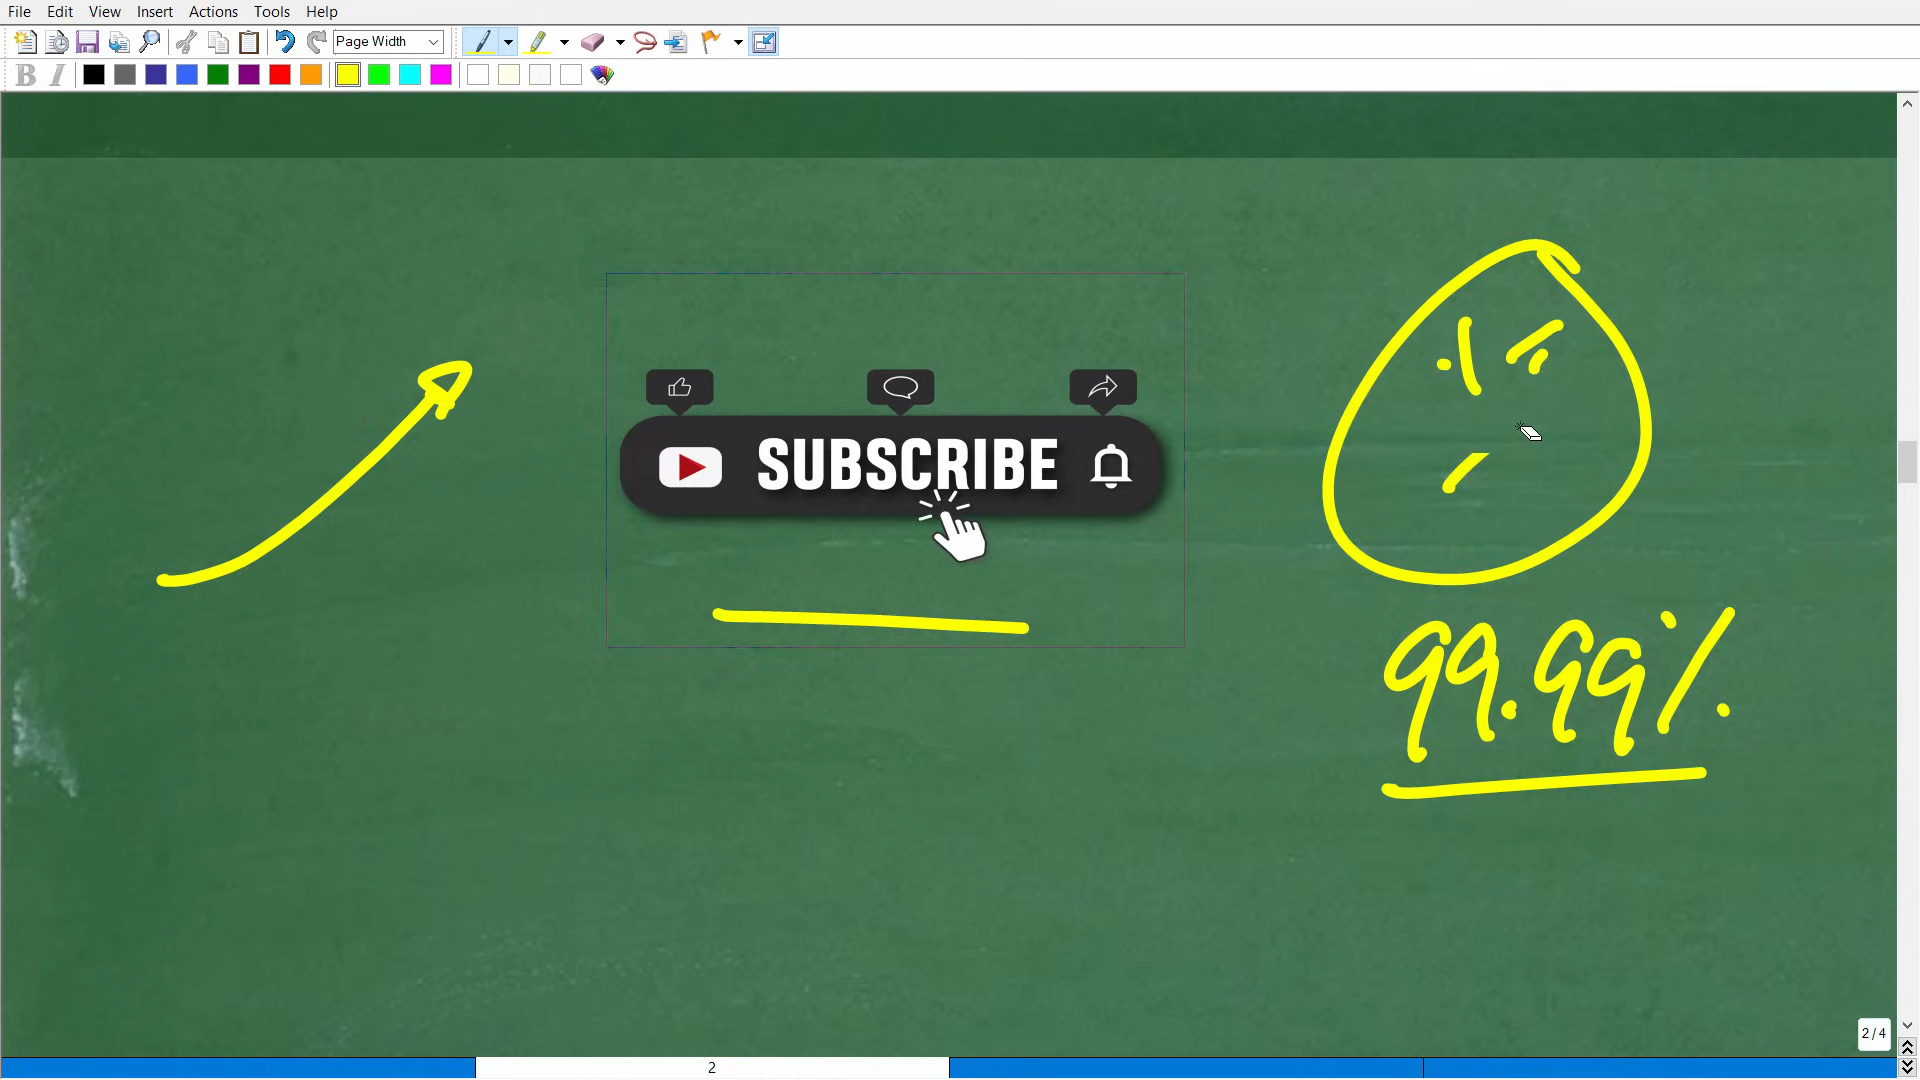 File Edit View Insert Actions Tools Help
Page Width
B I
SUBSCRIBE
99.99%
2 / 4
2